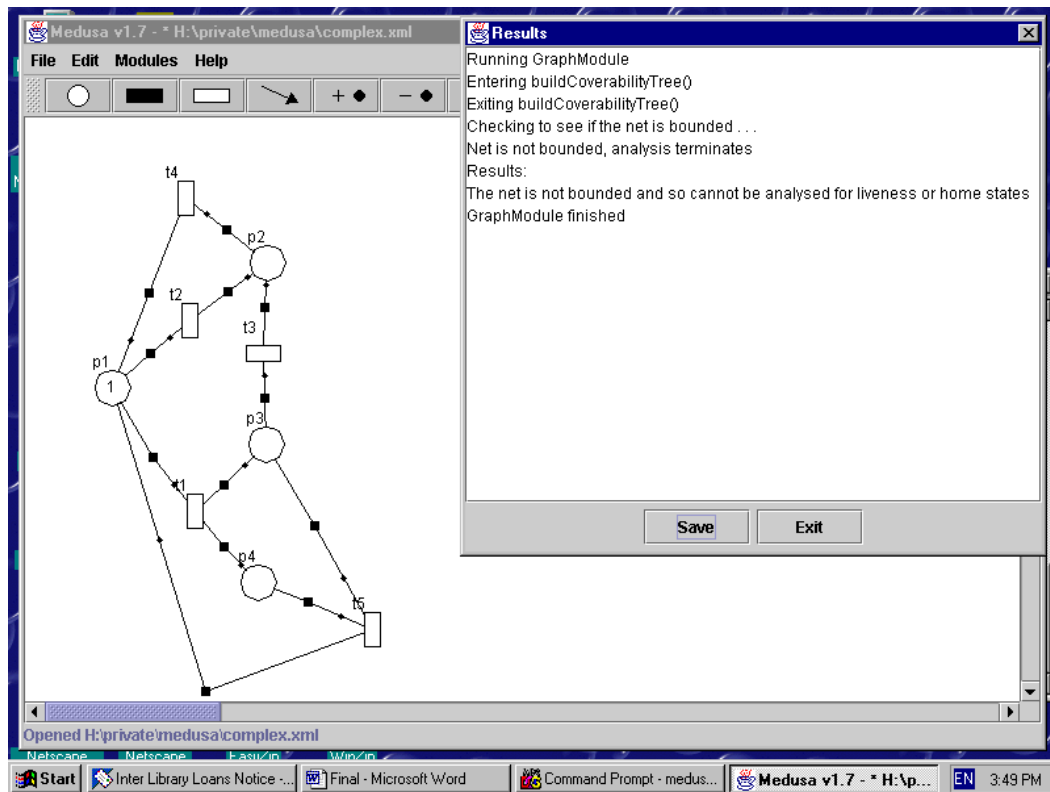 Medusa v1.7 - * H:\private\medusa\complex.xml
File Edit Modules Help
Results
Running GraphModule
Entering buildCoverabilityTree()
Exiting buildCoverabilityTree()
Checking to see if the net is bounded . . .
Net is not bounded, analysis terminates
Results:
The net is not bounded and so cannot be analysed for liveness or home states
GraphModule finished
Save Exit
t4
p2
t2
t3
p1
1
p3
t1
p4
t5
Opened H:\private\medusa\complex.xml
Netscape Netscape EasyZip WinZip
Start Inter Library Loans Notice -... Final - Microsoft Word Command Prompt - medus... Medusa v1.7 - * H:\p... EN 3:49 PM